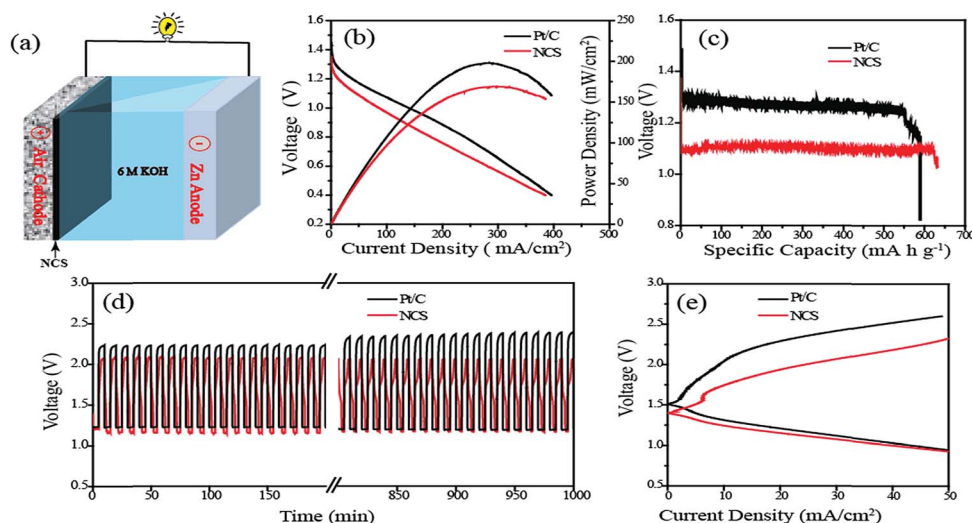 (a)
Air Cathode
+
6 M KOH
-
Zn Anode
NCS
(b)
Pt/C
NCS
1.6
1.4
1.2
1.0
0.8
0.6
0.4
0.2
Voltage (V)
250
200
150
100
50
0
Power Density (mW/cm²)
0 100 200 300 400 500
Current Density ( mA/cm²)
(c)
Pt/C
NCS
1.6
1.4
1.2
1.0
0.8
Voltage (V)
0 100 200 300 400 500 600 700
Specific Capacity (mA h g⁻¹)
(d)
Pt/C
NCS
3.0
2.5
2.0
1.5
1.0
0.5
Voltage (V)
0 50 100 150 200 850 900 950 1000
Time (min)
(e)
Pt/C
NCS
3.0
2.5
2.0
1.5
1.0
0.5
Voltage (V)
0 10 20 30 40 50
Current Density (mA/cm²)